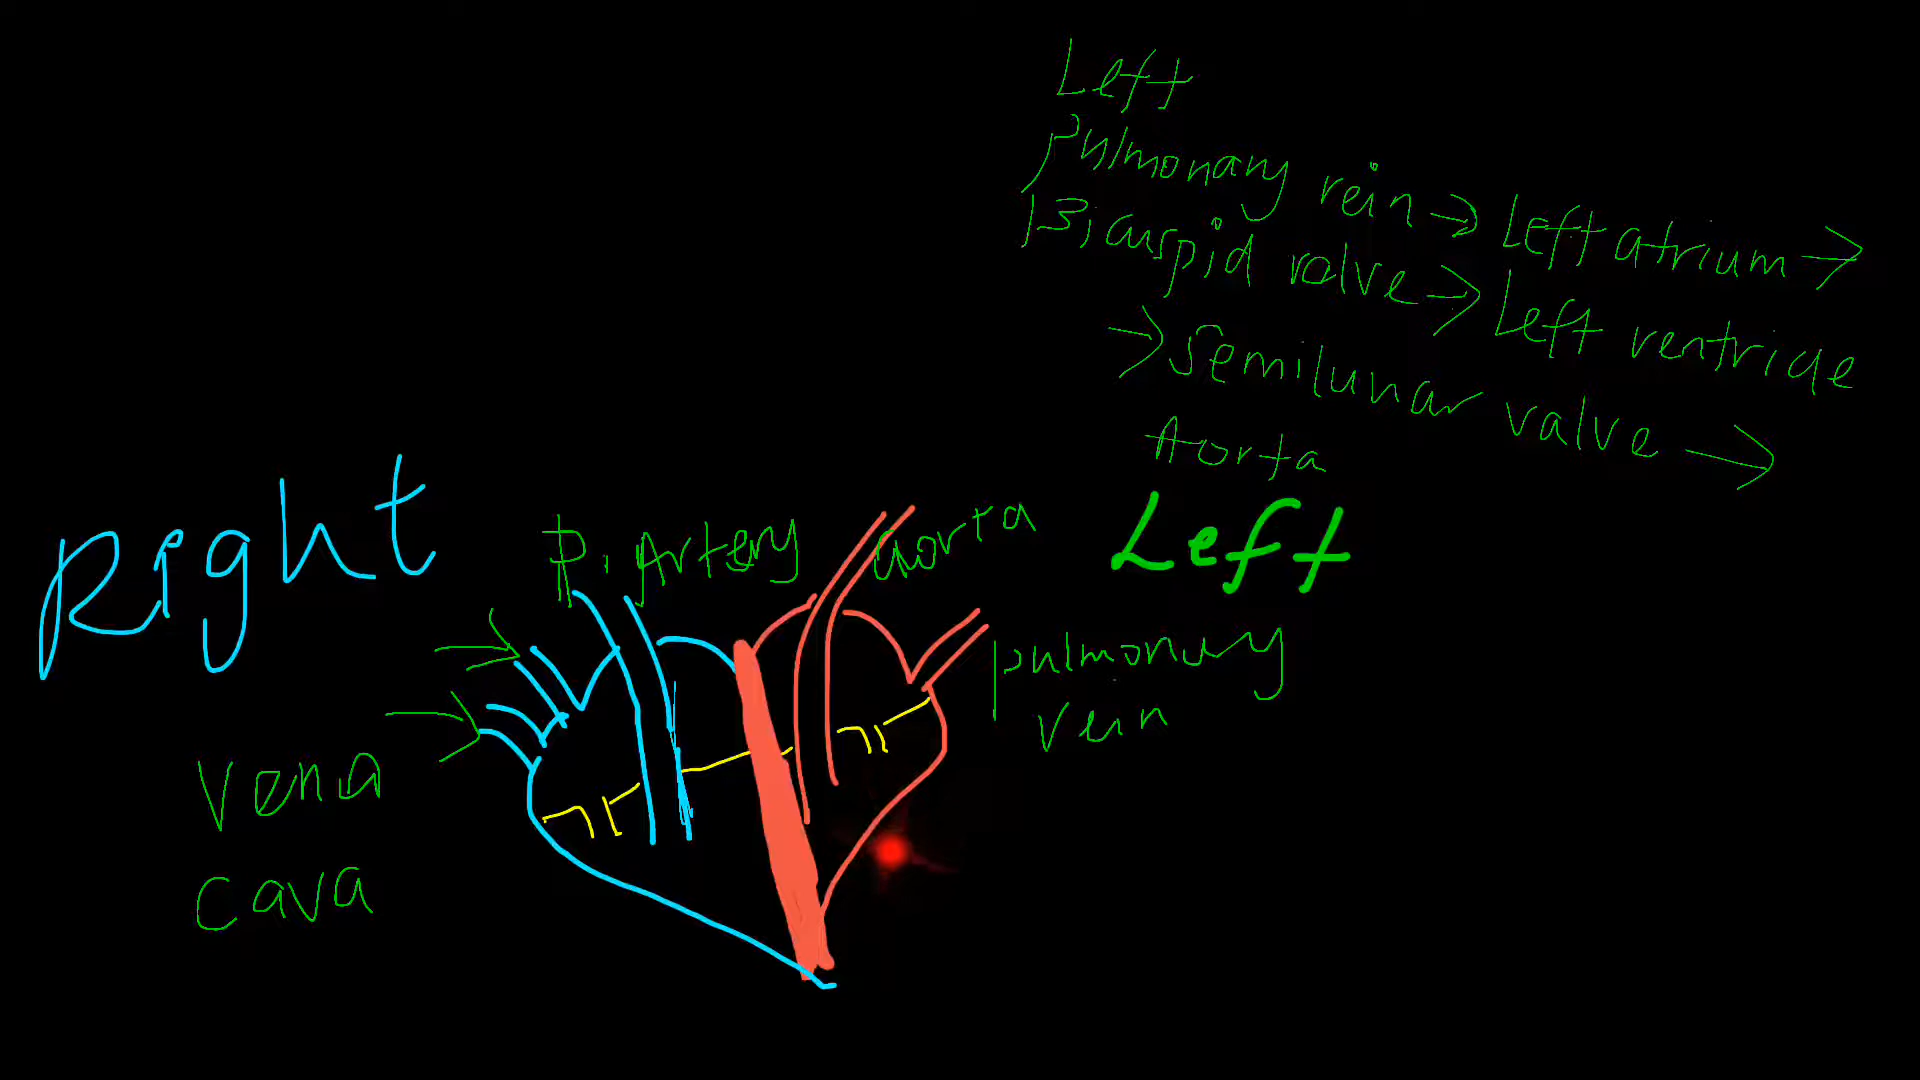 Left
Pulmonary vein → Left atrium →
Bicuspid valve → Left ventricle
→ Semilunar valve →
Aorta
Right
P. Artery
aorta
Left
Pulmonary
vein
Vena
cava